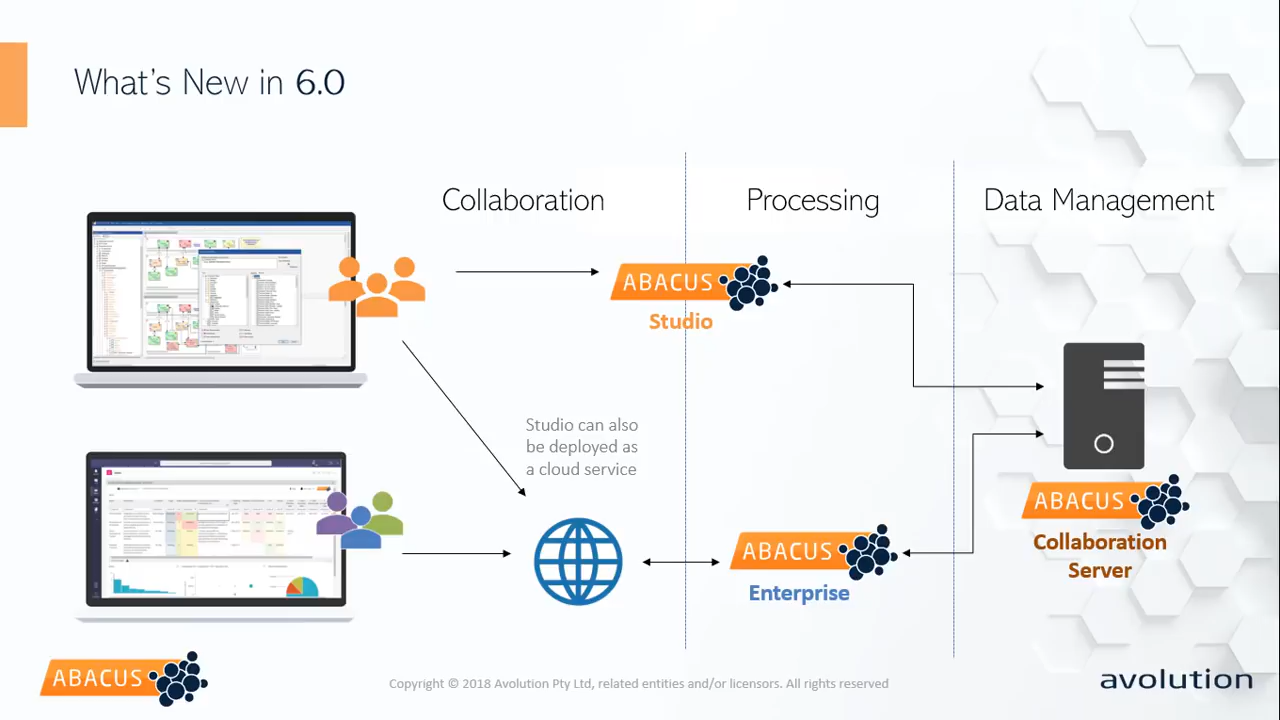 What's New in 6.0
Collaboration
Processing
Data Management
ABACUS
Studio
Studio can also
be deployed as
a cloud service
ABACUS
Enterprise
ABACUS
Collaboration
Server
ABACUS
Copyright © 2018 Avolution Pty Ltd, related entities and/or licensors. All rights reserved
avolution